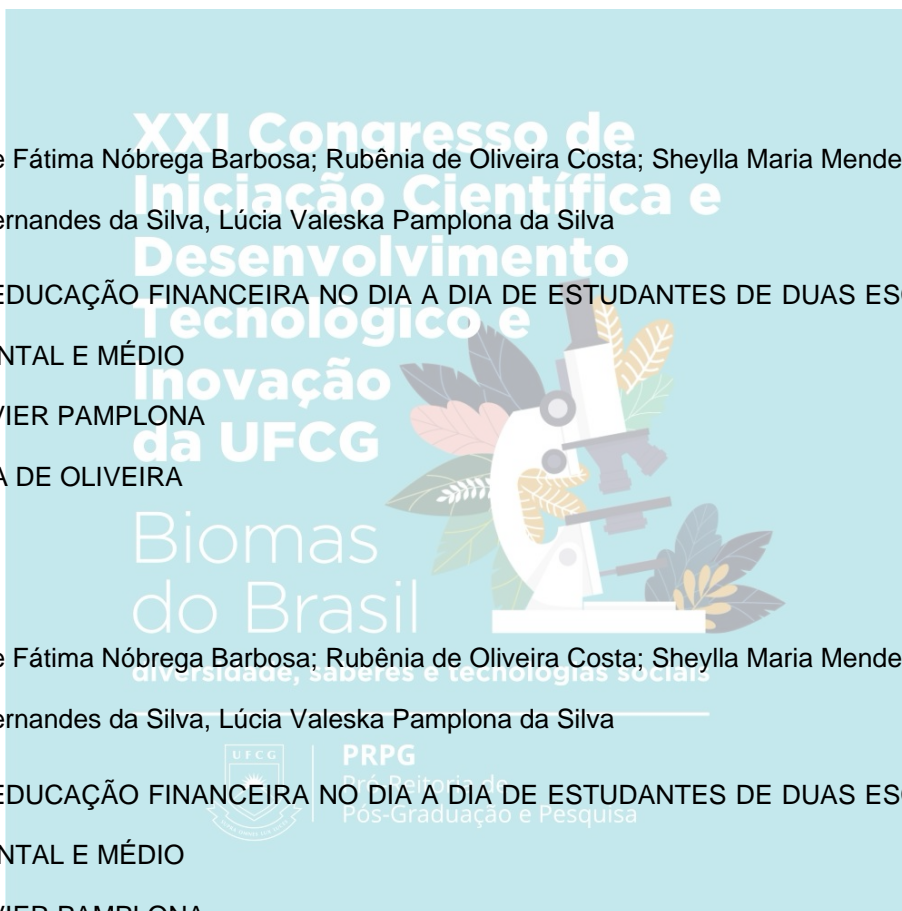 XXI Congresso de
e Fátima Nóbrega Barbosa; Rubênia de Oliveira Costa; Sheylla Maria Mende
Iniciação Científica e
ernandes da Silva, Lúcia Valeska Pamplona da Silva
Desenvolvimento
EDUCAÇÃO FINANCEIRA NO DIA A DIA DE ESTUDANTES DE DUAS ES
Tecnológico e
NTAL E MÉDIO
Inovação
VIER PAMPLONA
da UFCG
A DE OLIVEIRA
Biomas
do Brasil
e Fátima Nóbrega Barbosa; Rubênia de Oliveira Costa; Sheylla Maria Mende
diversidade, saberes e tecnologias sociais
ernandes da Silva, Lúcia Valeska Pamplona da Silva
UFCG
PRPG
EDUCAÇÃO FINANCEIRA NO DIA A DIA DE ESTUDANTES DE DUAS ES
Pró-Reitoria de
Pós-Graduação e Pesquisa
NTAL E MÉDIO
VIER PAMPLONA